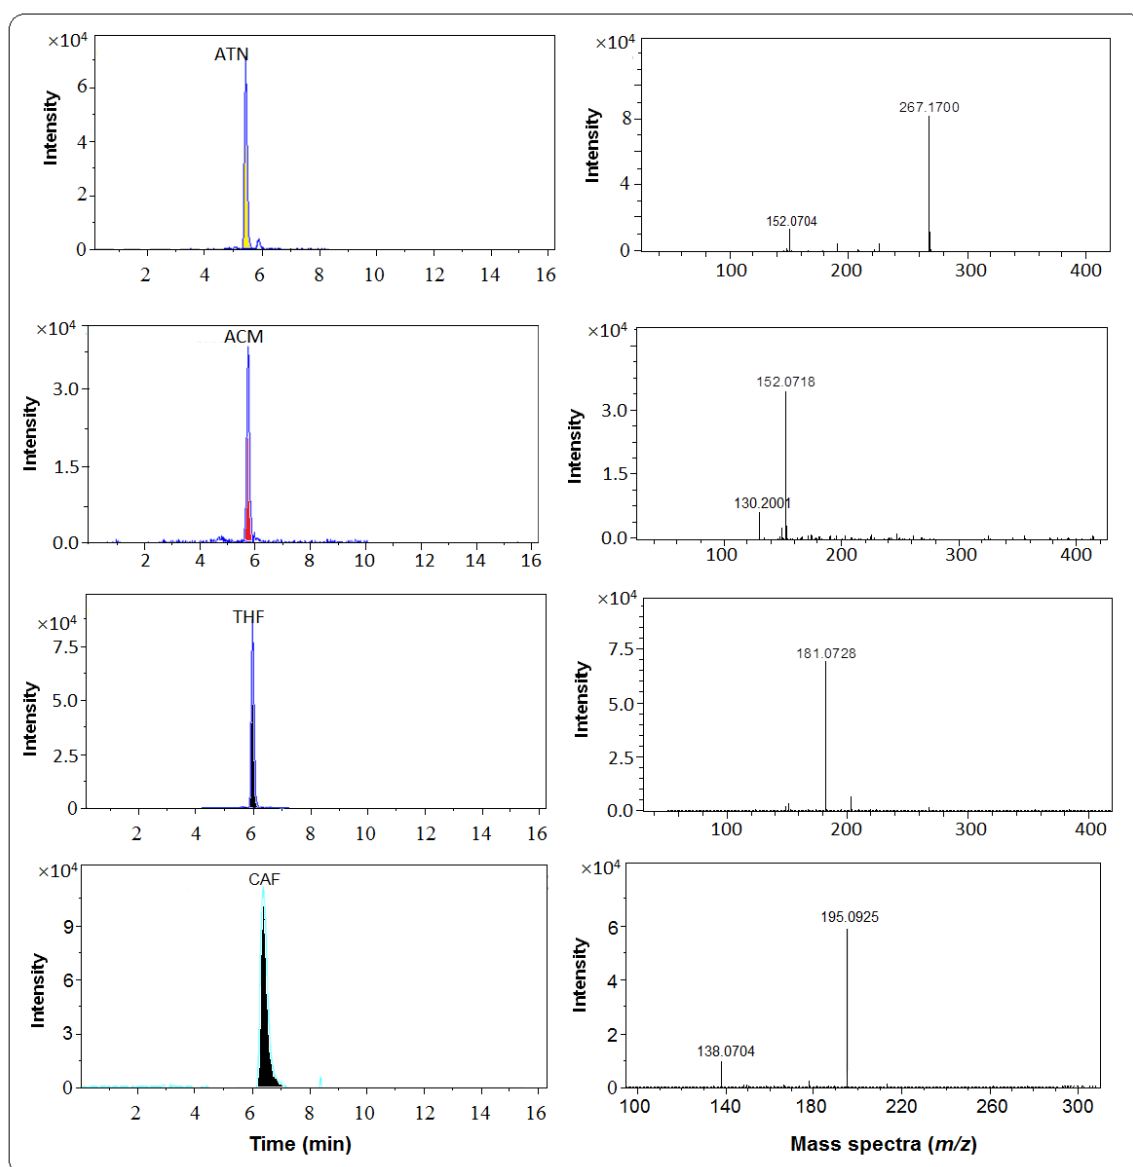 ×10⁴
ATN
Intensity
6
4
2
0
2 4 6 8 10 12 14 16
×10⁴
267.1700
Intensity
8
4
0
152.0704
100 200 300 400
×10⁴
ACM
Intensity
3.0
1.5
0.0
2 4 6 8 10 12 14 16
×10⁴
152.0718
Intensity
3.0
1.5
0.0
130.2001
100 200 300 400
×10⁴
THF
Intensity
7.5
5.0
2.5
0
2 4 6 8 10 12 14 16
×10⁴
181.0728
Intensity
7.5
5.0
2.5
0.0
100 200 300 400
×10⁴
CAF
Intensity
9
6
3
0
2 4 6 8 10 12 14 16
Time (min)
×10⁴
195.0925
Intensity
6
4
2
0
138.0704
100 140 180 220 260 300
Mass spectra (m/z)